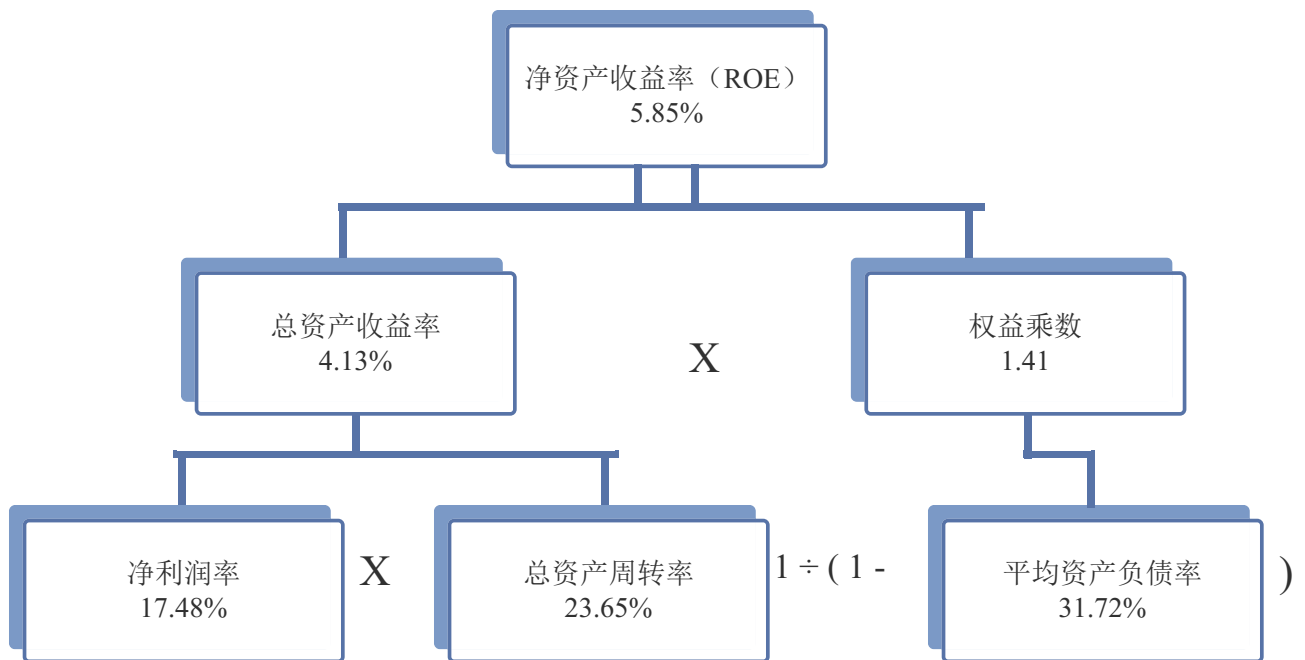 净资产收益率（ROE）
5.85%
总资产收益率
4.13%
X
权益乘数
1.41
净利润率
17.48%
X
总资产周转率
23.65%
1 ÷ ( 1 -
平均资产负债率
31.72%
)